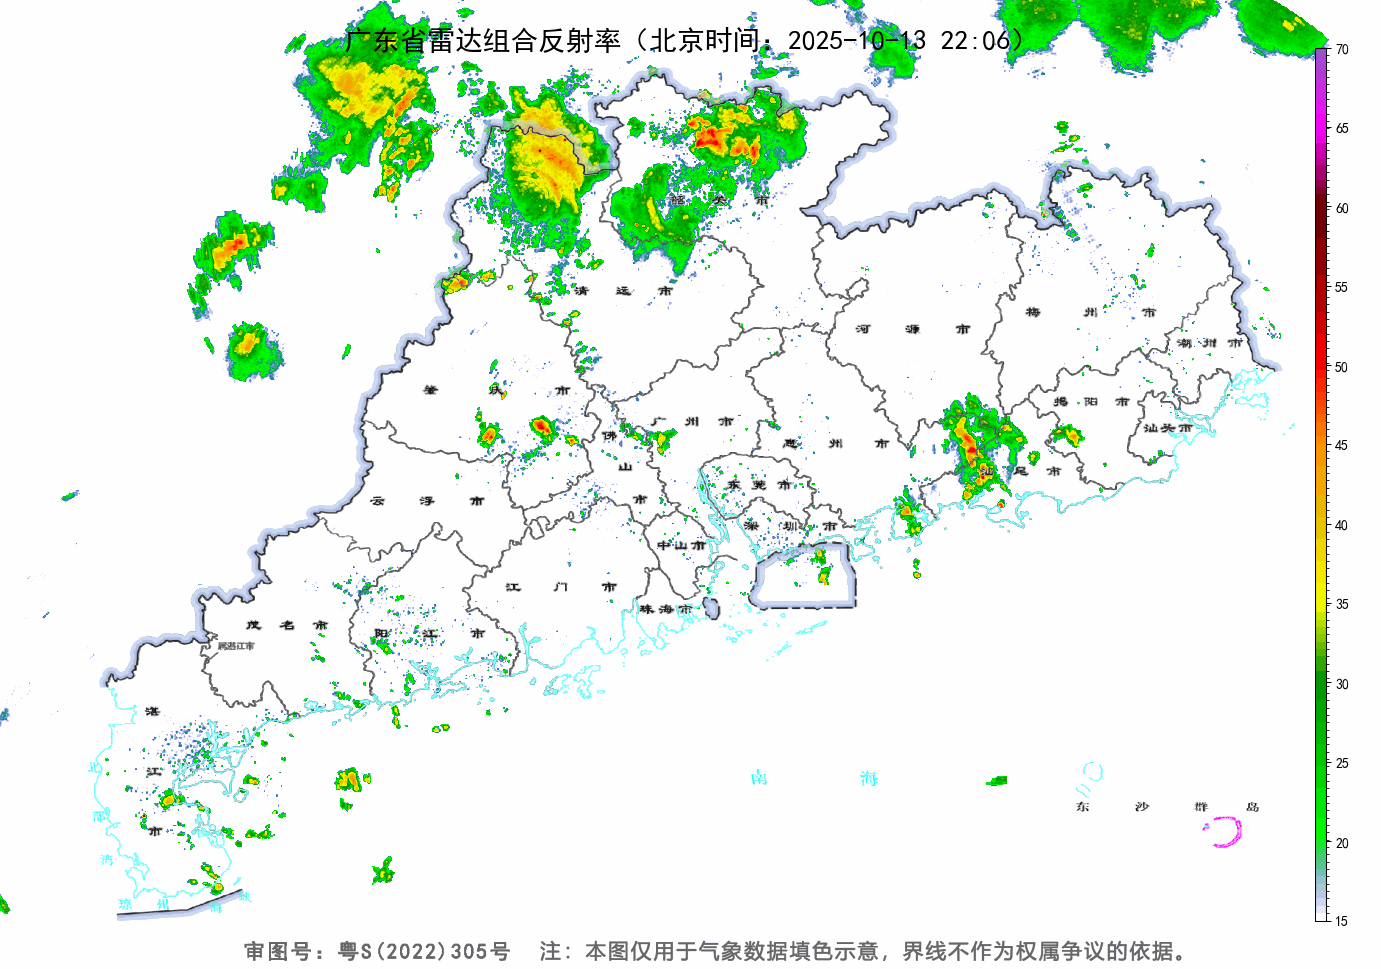 广东省雷达组合反射率（北京时间：2025-10-13 22:06）
70
65
60
55
50
45
40
35
30
25
20
15
韶关市
清远市
河源市
梅州市
潮州市
肇庆市
广州市
惠州市
揭阳市
汕头市
佛山市
云浮市
东莞市
汕尾市
深圳市
中山市
江门市
珠海市
茂名市
阳江市
属湛江市
湛江市
北部湾
南海
东沙群岛
琼州海峡
审图号：粤S(2022)305号 注：本图仅用于气象数据填色示意，界线不作为权属争议的依据。